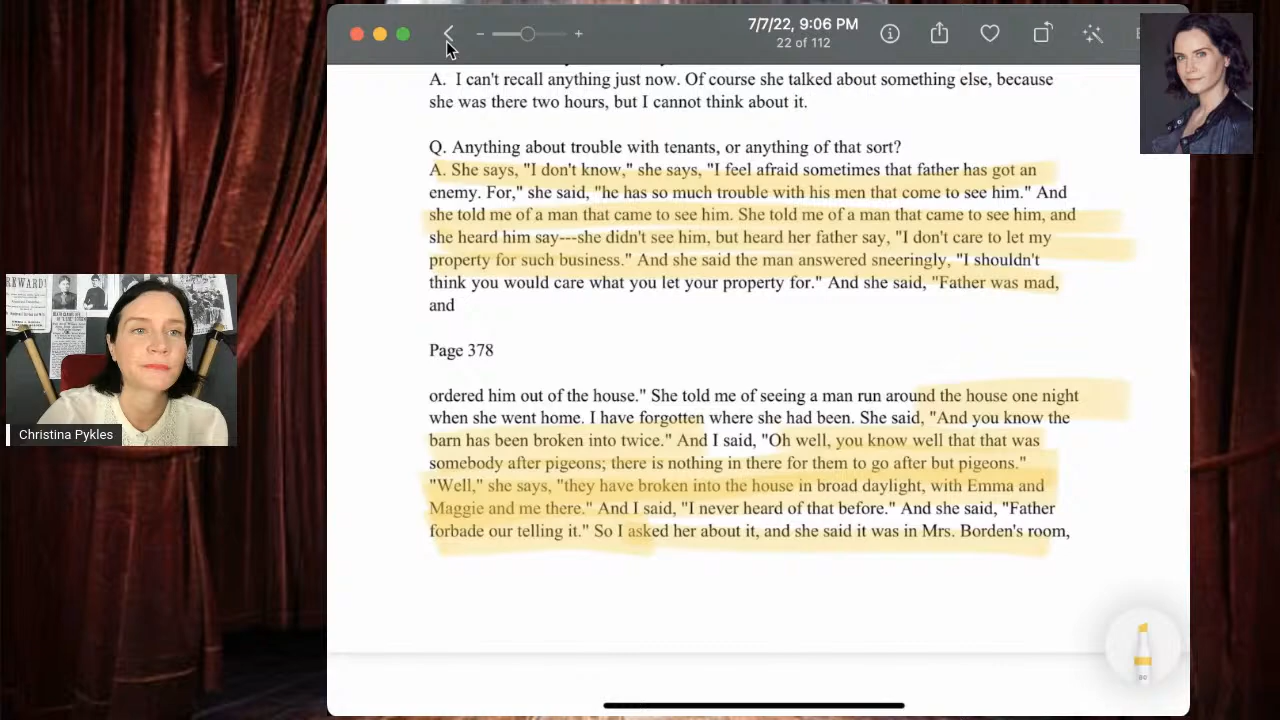 7/7/22, 9:06 PM
22 of 112
A. I can't recall anything just now. Of course she talked about something else, because
she was there two hours, but I cannot think about it.
Q. Anything about trouble with tenants, or anything of that sort?
A. She says, "I don't know," she says, "I feel afraid sometimes that father has got an
enemy. For," she said, "he has so much trouble with his men that come to see him." And
she told me of a man that came to see him. She told me of a man that came to see him, and
she heard him say---she didn't see him, but heard her father say, "I don't care to let my
property for such business." And she said the man answered sneeringly, "I shouldn't
think you would care what you let your property for." And she said, "Father was mad,
and
Page 378
ordered him out of the house." She told me of seeing a man run around the house one night
when she went home. I have forgotten where she had been. She said, "And you know the
barn has been broken into twice." And I said, "Oh well, you know well that that was
somebody after pigeons; there is nothing in there for them to go after but pigeons."
"Well," she says, "they have broken into the house in broad daylight, with Emma and
Maggie and me there." And I said, "I never heard of that before." And she said, "Father
forbade our telling it." So I asked her about it, and she said it was in Mrs. Borden's room,
REWARD!
Christina Pykles